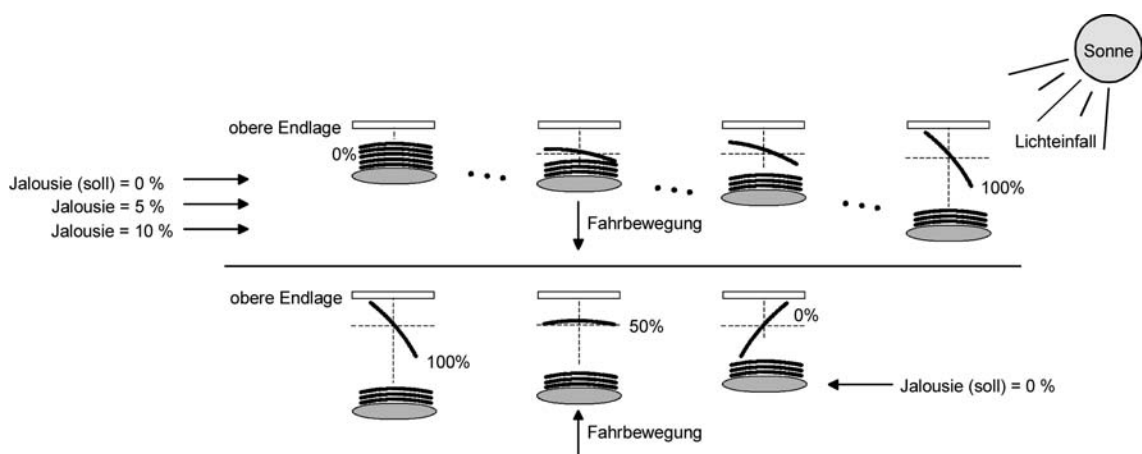 Sonne
Lichteinfall
obere Endlage
0%
100%
Jalousie (soll) = 0 %
Jalousie = 5 %
Jalousie = 10 %
Fahrbewegung
obere Endlage
100%
50%
0%
Jalousie (soll) = 0 %
Fahrbewegung